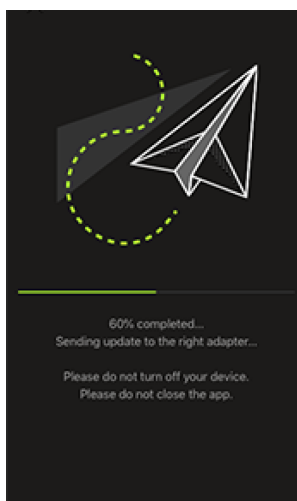 60% completed...
Sending update to the right adapter...
Please do not turn off your device.
Please do not close the app.